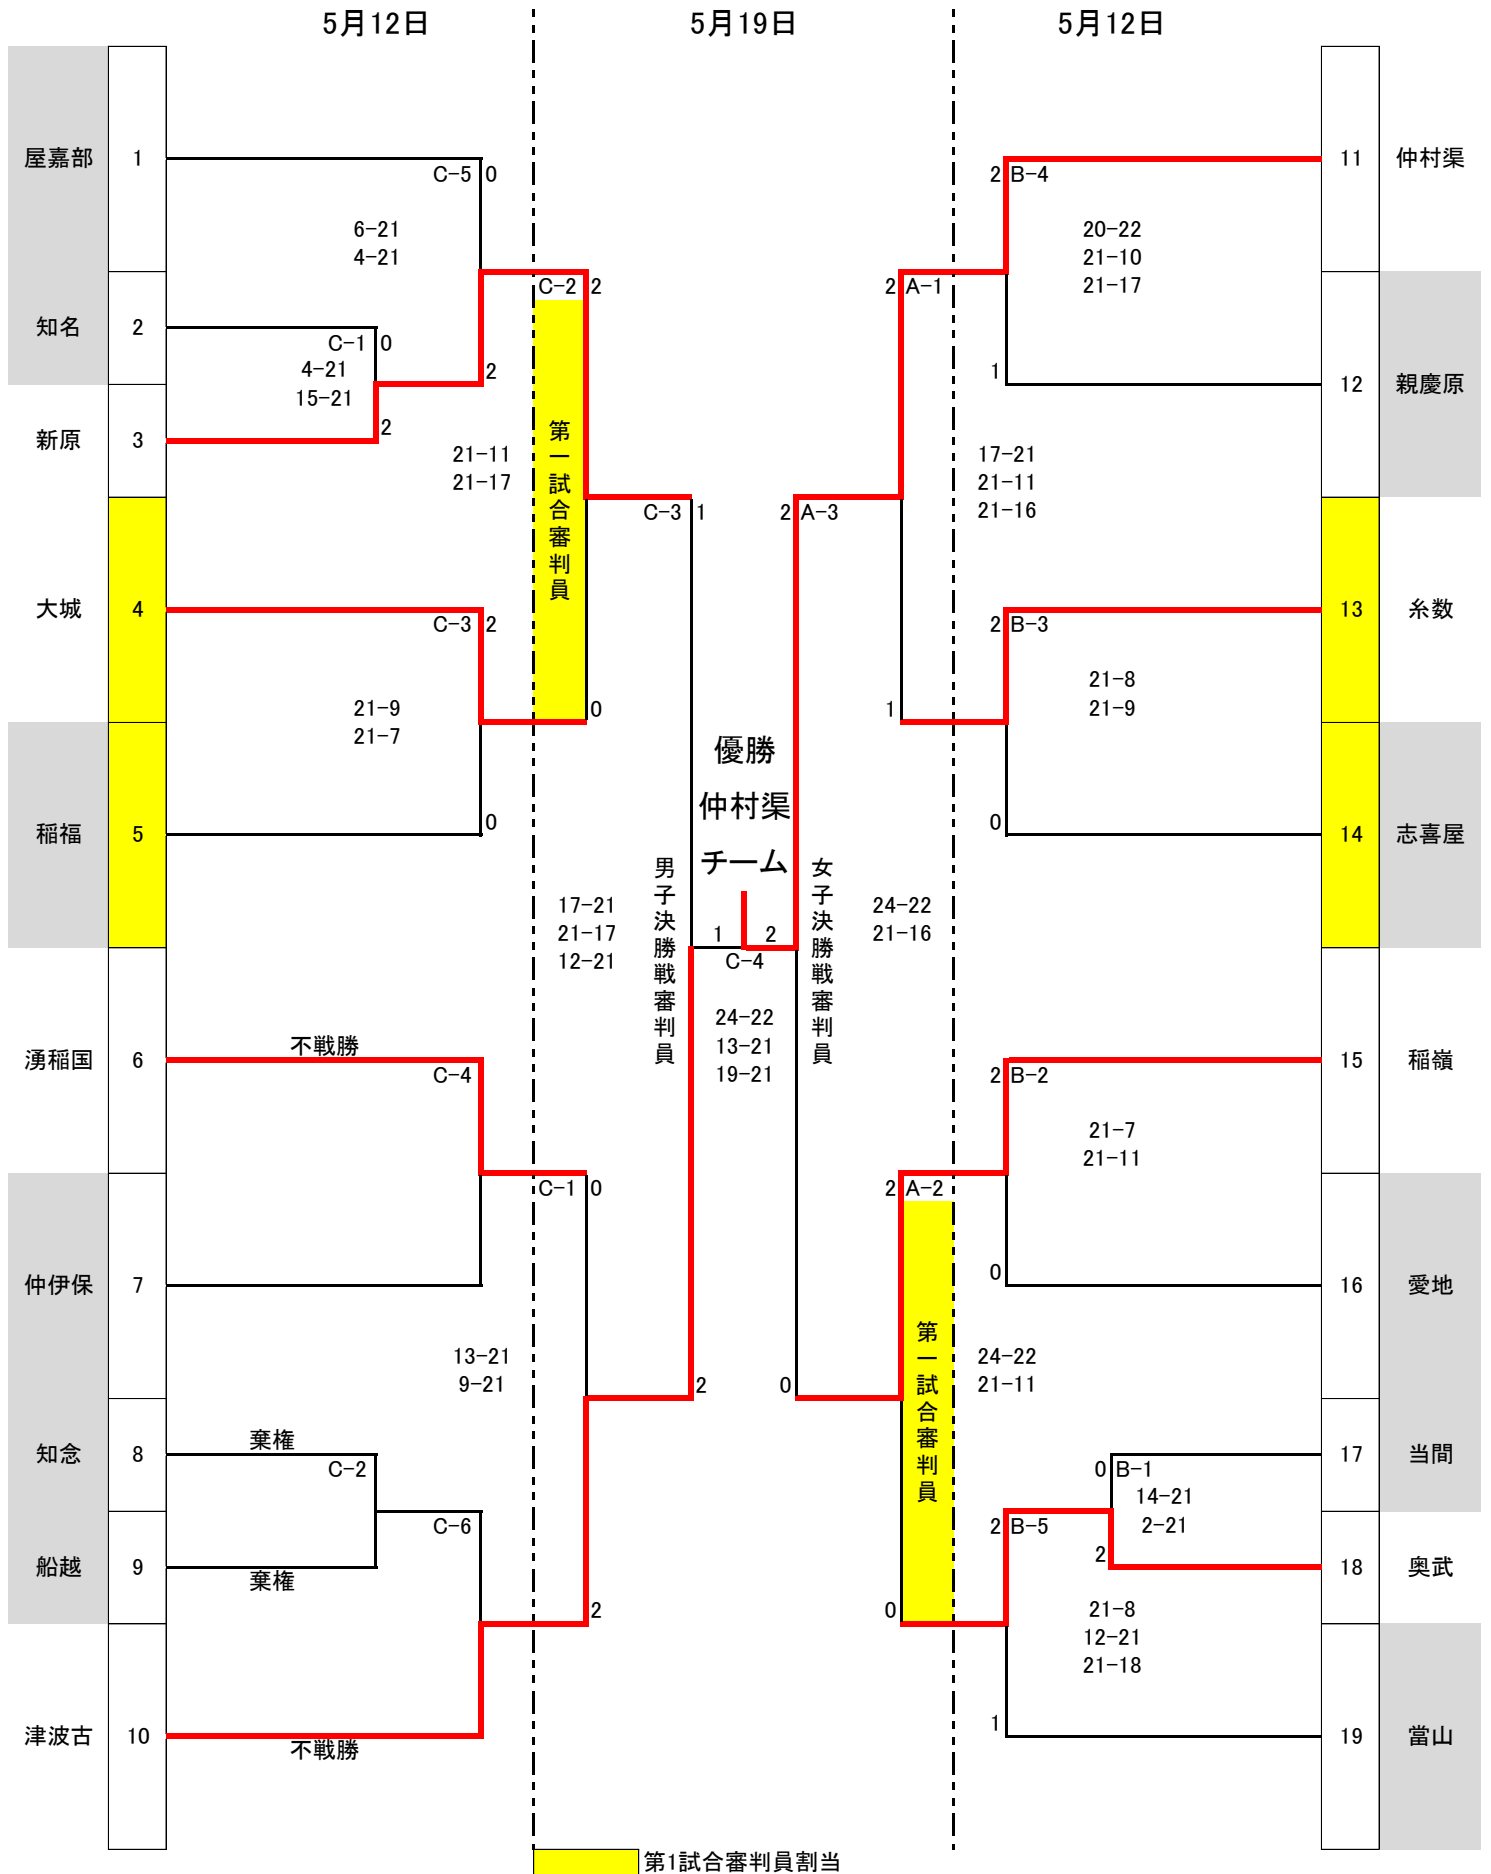 5月12日
5月19日
5月12日
屋嘉部
1
C-5
0
6-21
4-21
知名
2
C-1
0
4-21
15-21
新原
3
2
2
C-2
2
第一試合審判員
21-11
21-17
大城
4
C-3
2
21-9
21-7
0
稲福
5
0
C-3
1
17-21
21-17
12-21
男子決勝戦審判員
湧稲国
6
不戦勝
C-4
仲伊保
7
C-1
0
13-21
9-21
2
知念
8
棄権
C-2
船越
9
棄権
C-6
2
津波古
10
不戦勝
優勝
仲村渠
チーム
1
2
C-4
24-22
13-21
19-21
女子決勝戦審判員
2
A-3
24-22
21-16
0
2
A-1
17-21
21-11
21-16
1
2
B-4
11
仲村渠
20-22
21-10
21-17
1
12
親慶原
2
B-3
13
糸数
21-8
21-9
0
14
志喜屋
2
B-2
15
稲嶺
21-7
21-11
0
16
愛地
2
A-2
第一試合審判員
24-22
21-11
0
0
B-1
17
当間
14-21
2-21
2
18
奥武
2
B-5
21-8
12-21
21-18
1
19
當山
第1試合審判員割当